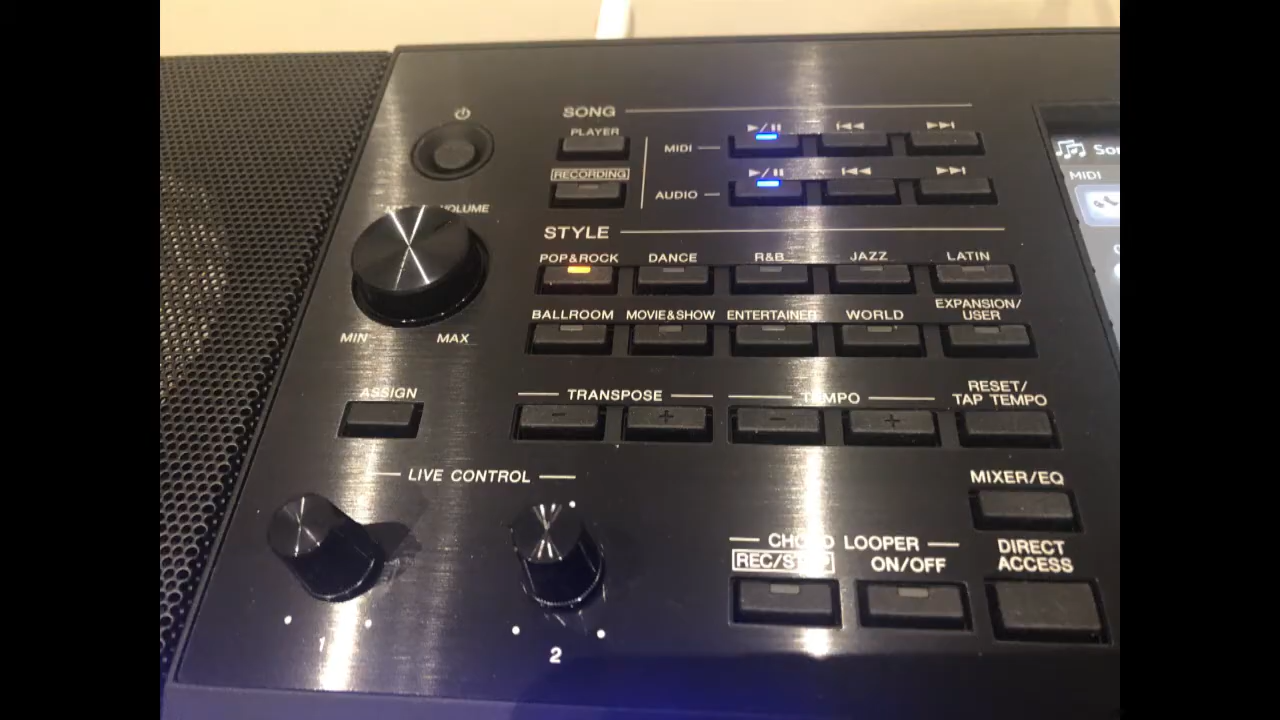 SONG
PLAYER
MIDI
RECORDING
AUDIO
VOLUME
STYLE
POP&ROCK DANCE R&B JAZZ LATIN
BALLROOM MOVIE&SHOW ENTERTAINER WORLD EXPANSION/
USER
MIN MAX
ASSIGN
TRANSPOSE TEMPO RESET/
TAP TEMPO
- + - +
LIVE CONTROL
MIXER/EQ
CHORD LOOPER
REC/STOP ON/OFF
DIRECT
ACCESS
1 2
MIDI